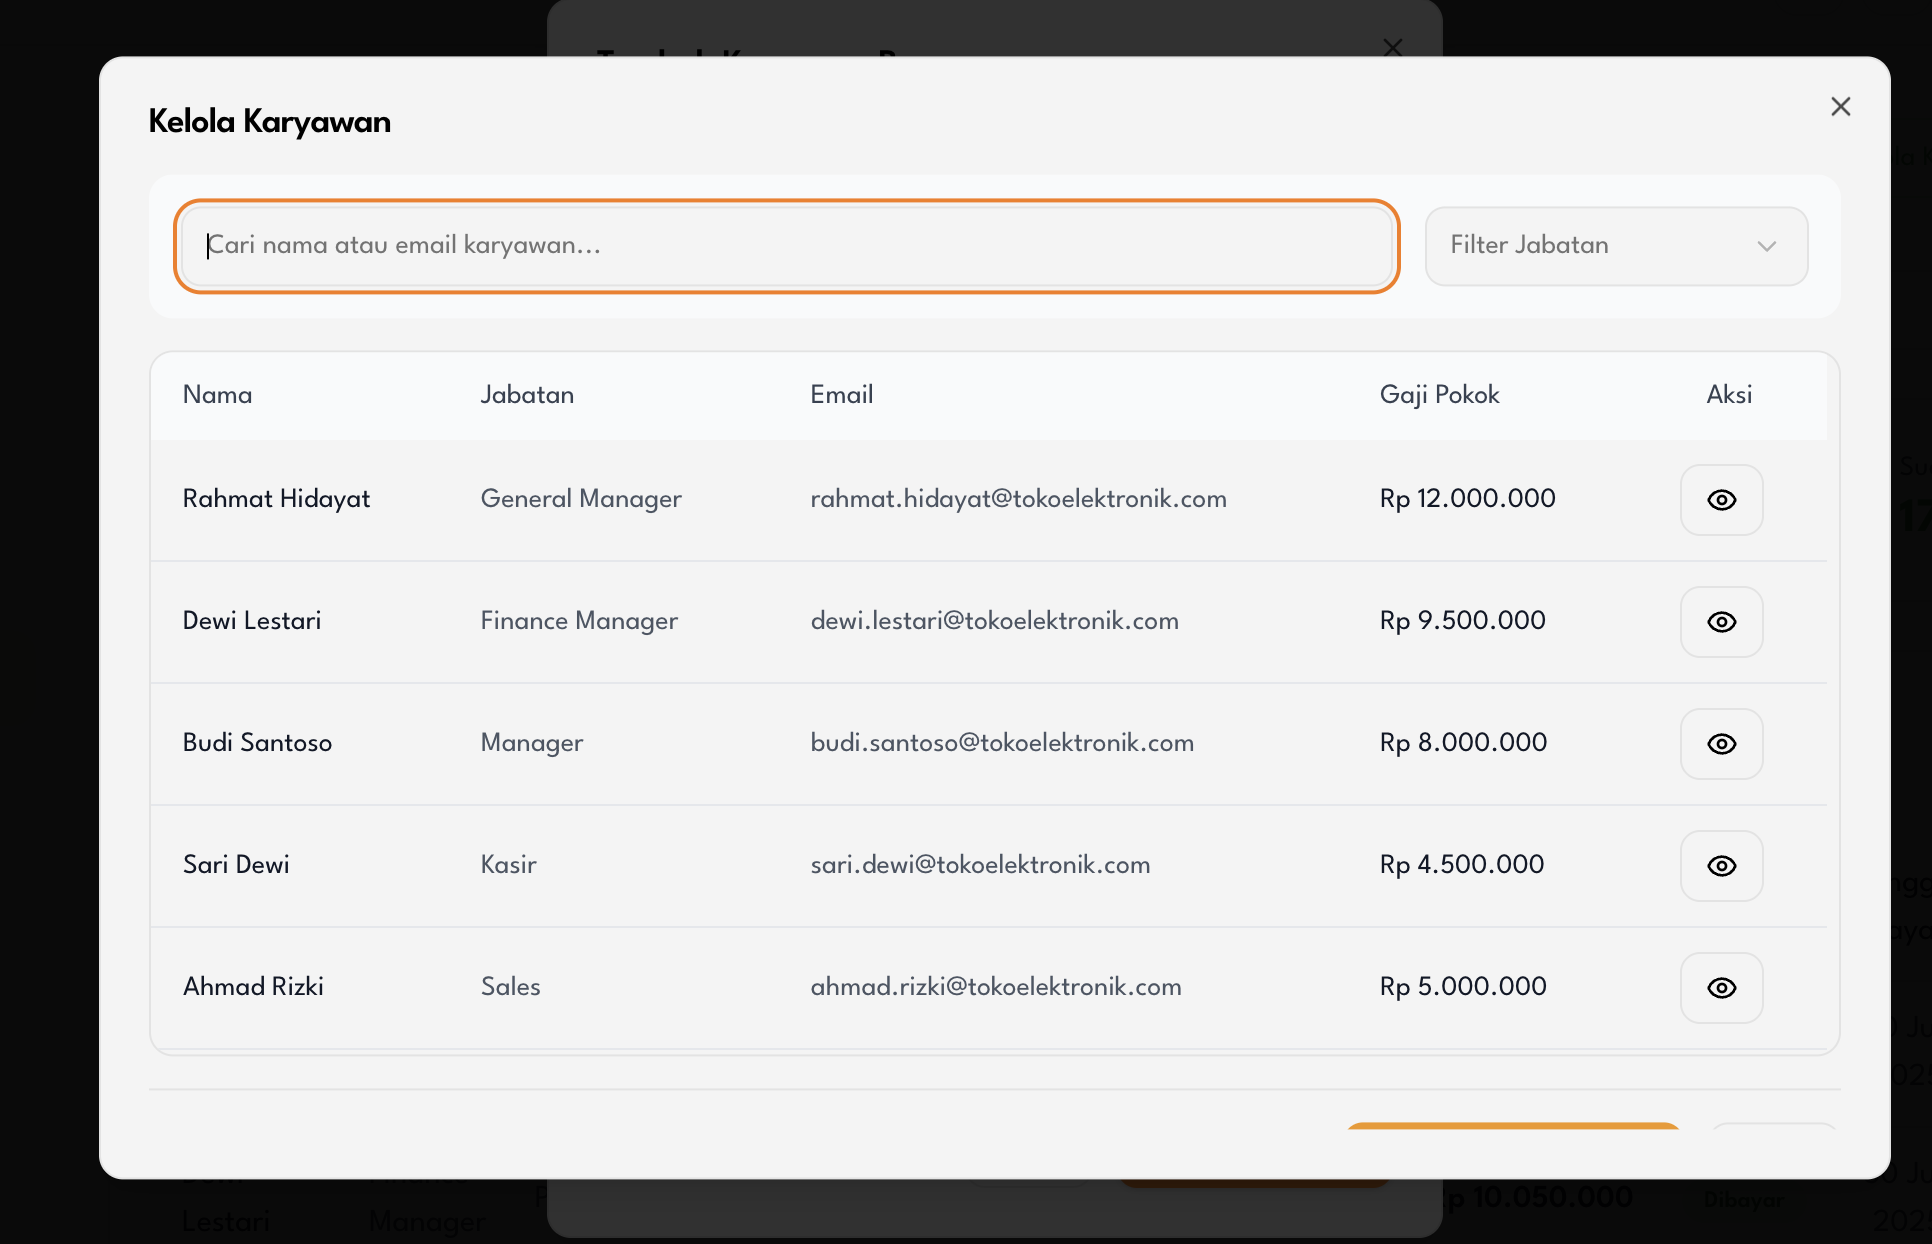 Kelola Karyawan
Cari nama atau email karyawan...
Filter Jabatan
Nama Jabatan Email Gaji Pokok Aksi
Rahmat Hidayat General Manager rahmat.hidayat@tokoelektronik.com Rp 12.000.000
Dewi Lestari Finance Manager dewi.lestari@tokoelektronik.com Rp 9.500.000
Budi Santoso Manager budi.santoso@tokoelektronik.com Rp 8.000.000
Sari Dewi Kasir sari.dewi@tokoelektronik.com Rp 4.500.000
Ahmad Rizki Sales ahmad.rizki@tokoelektronik.com Rp 5.000.000
10.050.000 Dibayar
Lestari Manager